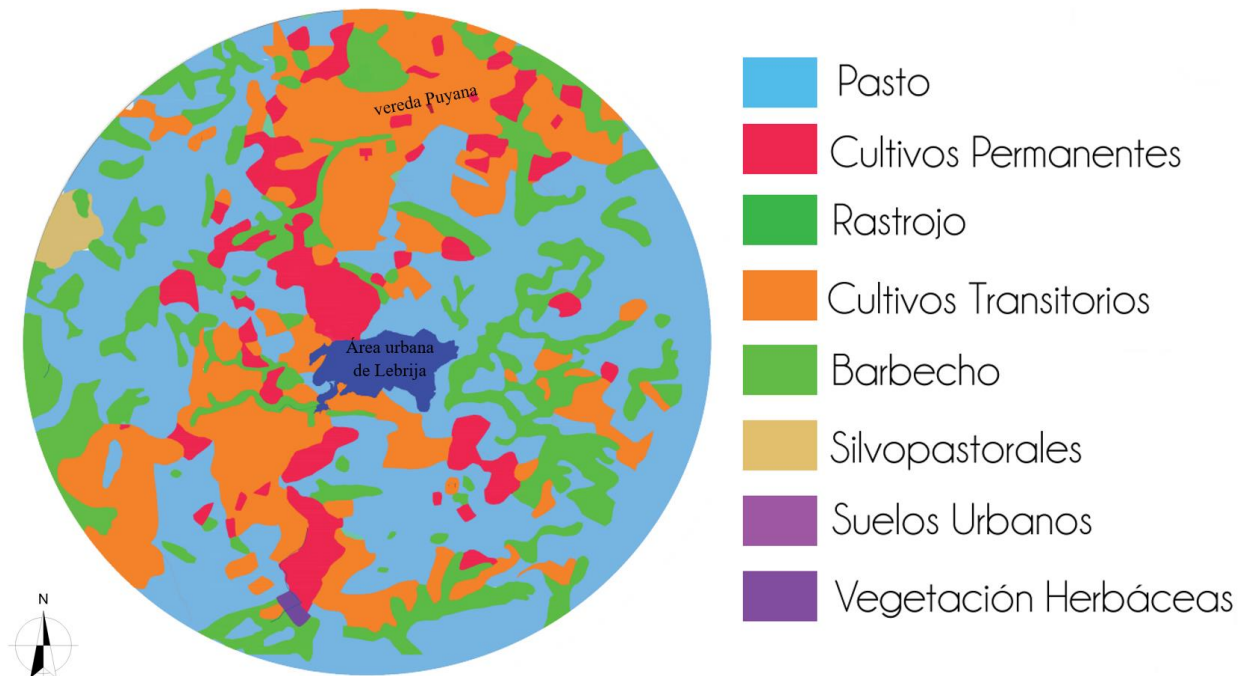 vereda Puyana
Área urbana
de Lebrija
N
Pasto
Cultivos Permanentes
Rastrojo
Cultivos Transitorios
Barbecho
Silvopastorales
Suelos Urbanos
Vegetación Herbáceas